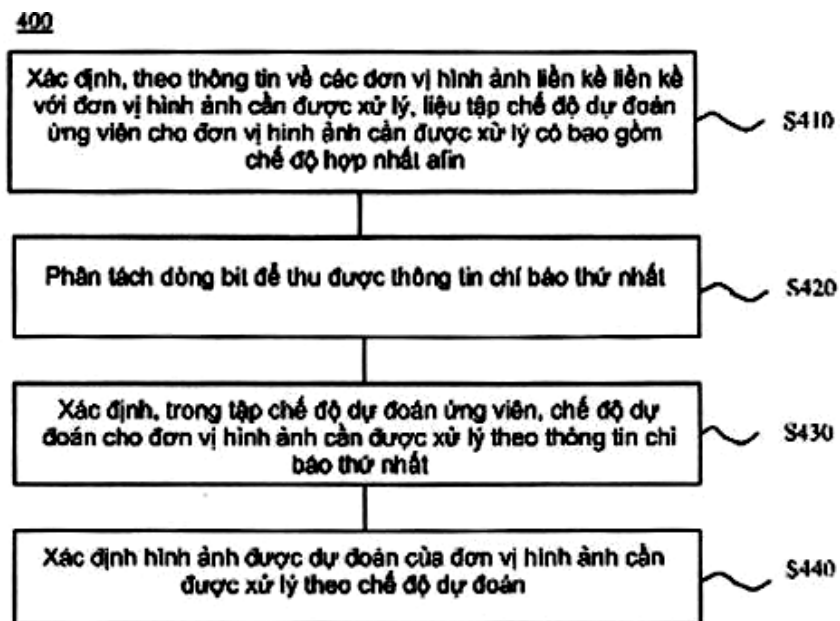 400
Xác định, theo thông tin về các đơn vị hình ảnh liền kề liền kề
với đơn vị hình ảnh cần được xử lý, liệu tập chế độ dự đoán
ứng viên cho đơn vị hình ảnh cần được xử lý có bao gồm
chế độ hợp nhất afin
S410
Phân tách dòng bit để thu được thông tin chỉ báo thứ nhất
S420
Xác định, trong tập chế độ dự đoán ứng viên, chế độ dự
đoán cho đơn vị hình ảnh cần được xử lý theo thông tin chỉ
báo thứ nhất
S430
Xác định hình ảnh được dự đoán của đơn vị hình ảnh cần
được xử lý theo chế độ dự đoán
S440